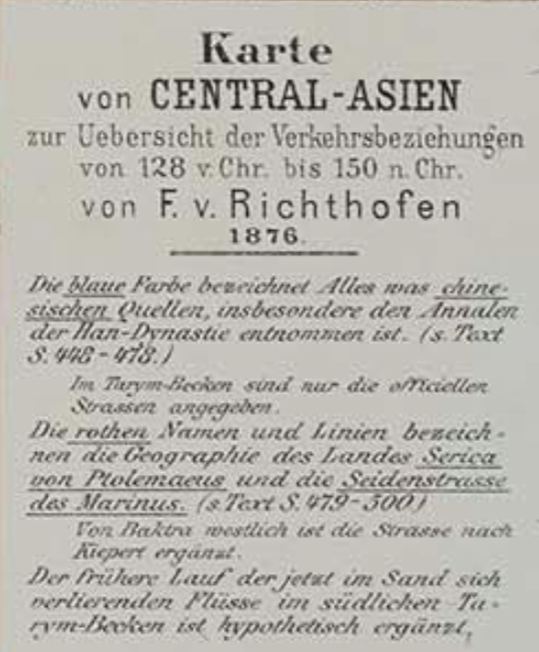 Karte
von CENTRAL-ASIEN
zur Uebersicht der Verkehrsbeziehungen
von 128 v. Chr. bis 150 n. Chr.
von F. v. Richthofen
1876.
Die blaue Farbe bezeichnet Alles was chine-
sischen Quellen, insbesondere den Annalen
der Han-Dynastie entnommen ist. (s. Text
S. 448-478.)
Im Tarym-Becken sind nur die officiellen
Strassen angegeben.
Die rothen Namen und Linien bezeich-
nen die Geographie des Landes Serica
von Ptolemaeus und die Seidenstrasse
des Marinus. (s. Text S. 479-500)
Von Baktra westlich ist die Strasse nach
Kiepert ergänzt.
Der frühere Lauf der jetzt im Sand sich
verlierenden Flüsse im südlichen Ta-
rym-Becken ist hypothetisch ergänzt.